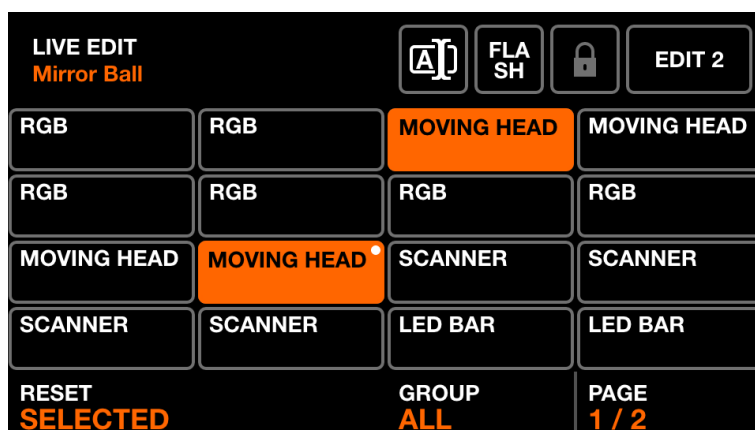 LIVE EDIT
Mirror Ball
A
FLA
SH
EDIT 2
RGB
RGB
MOVING HEAD
MOVING HEAD
RGB
RGB
RGB
RGB
MOVING HEAD
MOVING HEAD
SCANNER
SCANNER
SCANNER
SCANNER
LED BAR
LED BAR
RESET
SELECTED
GROUP
ALL
PAGE
1 / 2